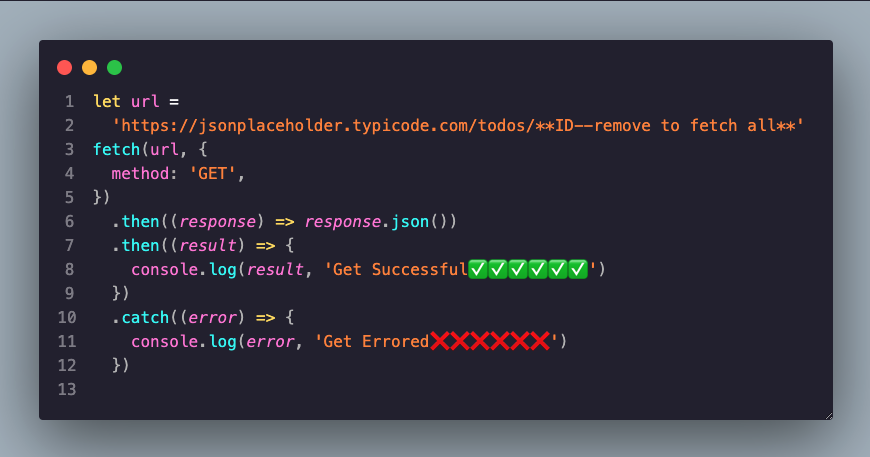 1 let url =
2   'https://jsonplaceholder.typicode.com/todos/**ID--remove to fetch all**'
3 fetch(url, {
4   method: 'GET',
5 })
6   .then((response) => response.json())
7   .then((result) => {
8     console.log(result, 'Get Successful✅✅✅✅✅✅')
9   })
10   .catch((error) => {
11     console.log(error, 'Get Errored❌❌❌❌❌❌')
12   })
13